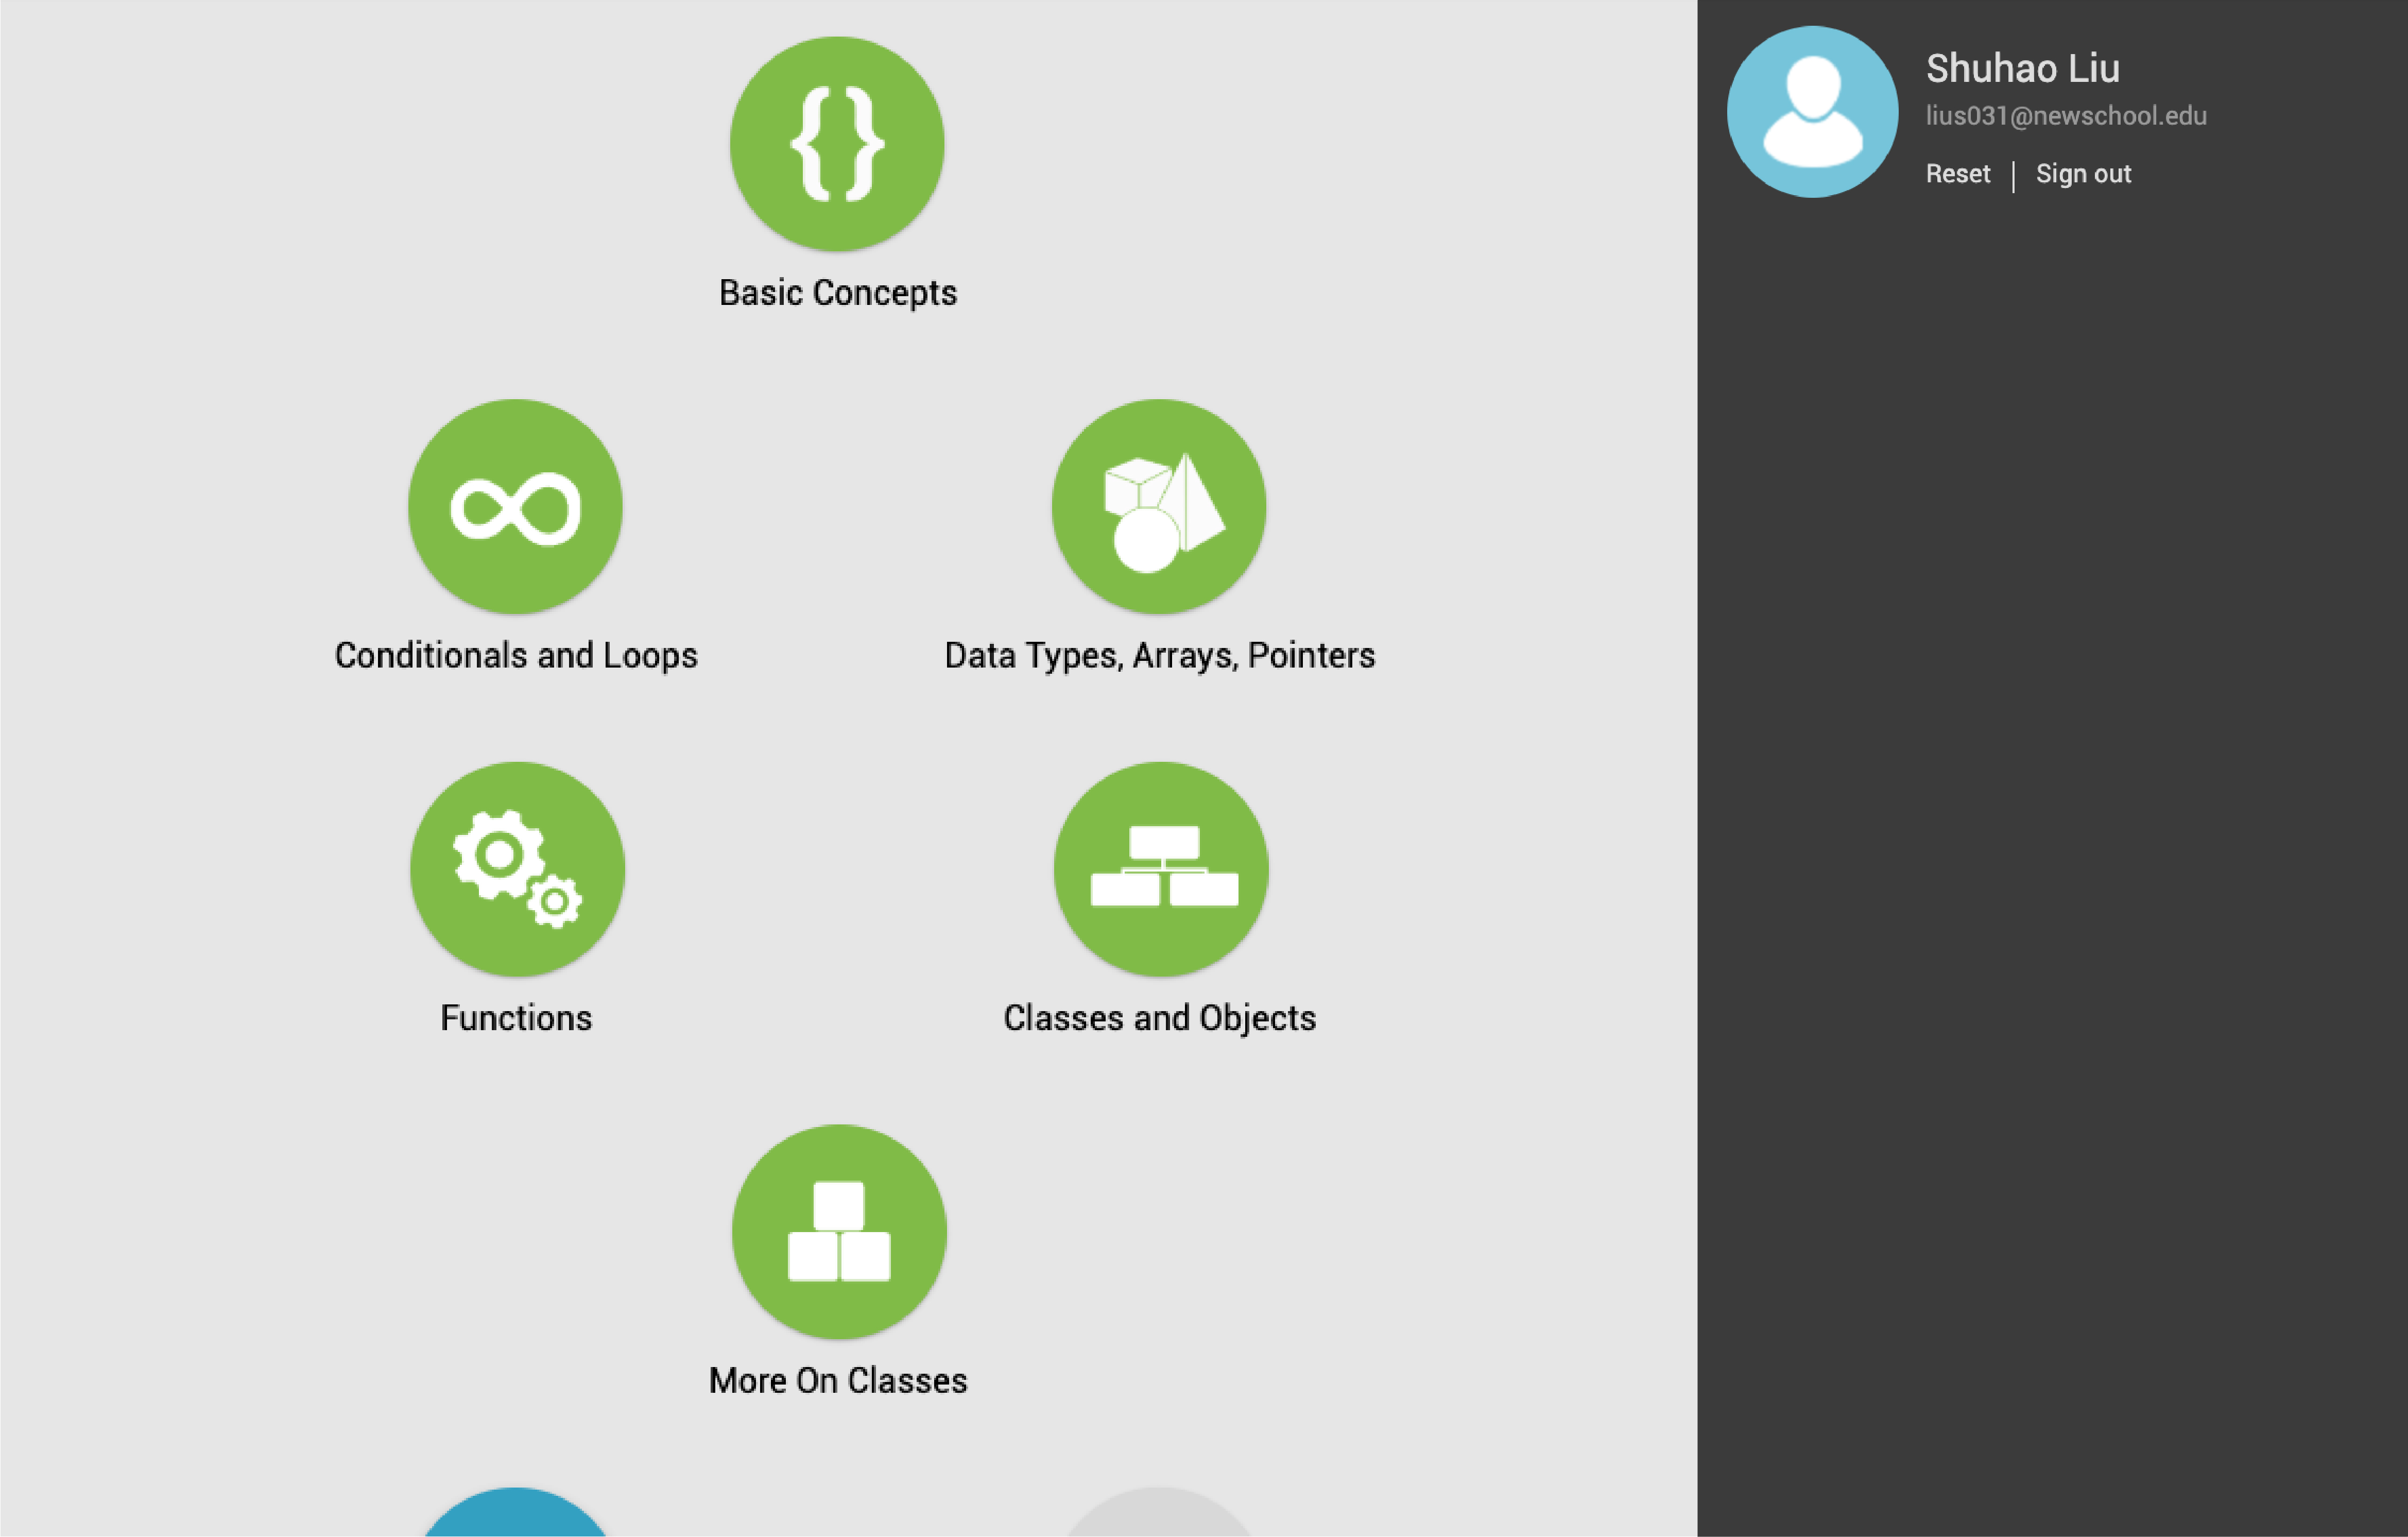 Basic Concepts
Conditionals and Loops
Data Types, Arrays, Pointers
Functions
Classes and Objects
More On Classes
Shuhao Liu
lius031@newschool.edu
Reset | Sign out